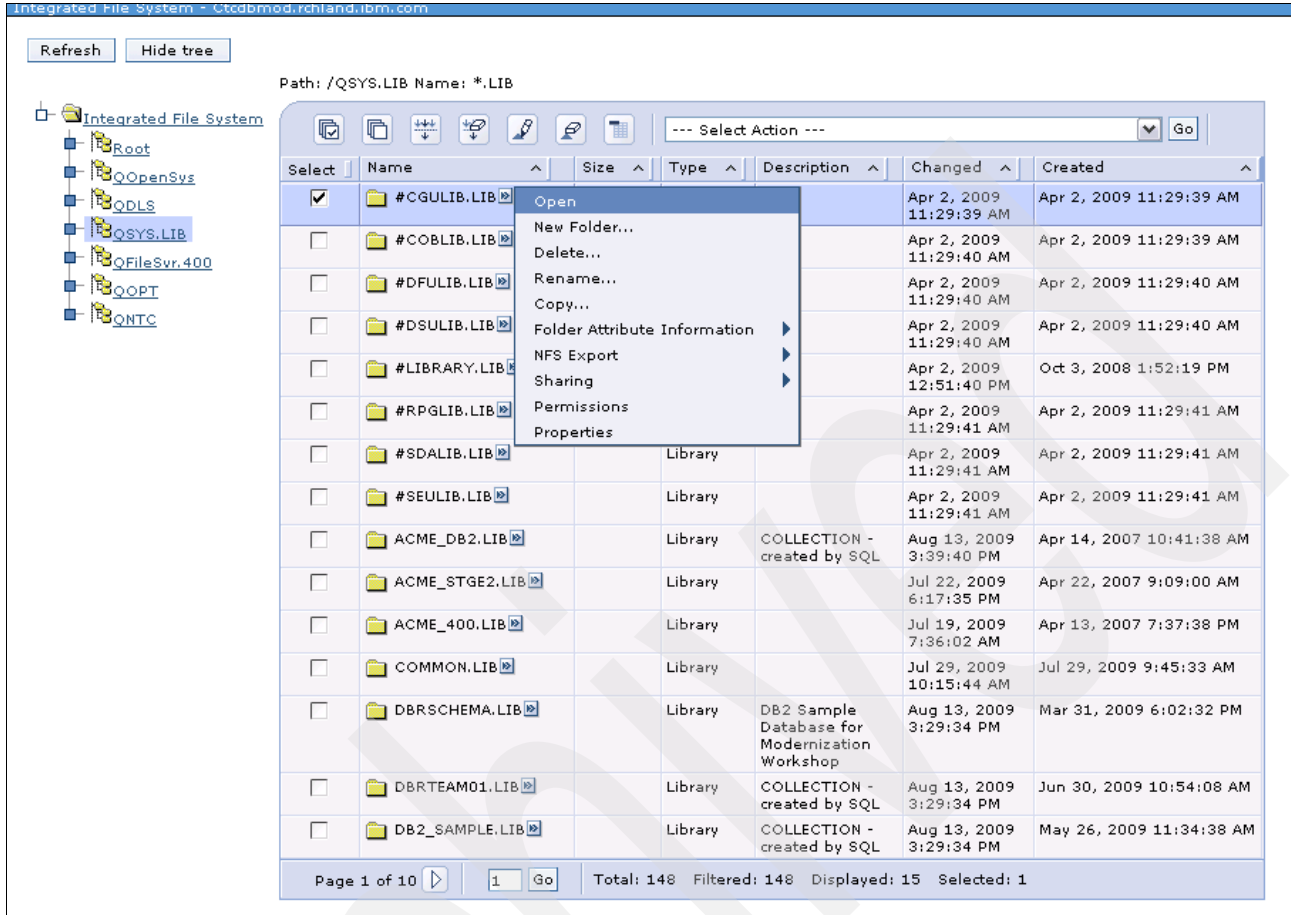 Integrated File System - Ctcdbmod.rchland.ibm.com
Refresh Hide tree
Path: /QSYS.LIB Name: *.LIB
Integrated File System
Root
QOpenSys
QDLS
QSYS.LIB
QFileSvr.400
QOPT
QNTC
--- Select Action --- Go
Select Name Size Type Description Changed Created
#CGULIB.LIB Apr 2, 2009 Apr 2, 2009 11:29:39 AM
11:29:39 AM
#COBLIB.LIB Apr 2, 2009 Apr 2, 2009 11:29:39 AM
11:29:40 AM
#DFULIB.LIB Apr 2, 2009 Apr 2, 2009 11:29:40 AM
11:29:40 AM
#DSULIB.LIB Apr 2, 2009 Apr 2, 2009 11:29:40 AM
11:29:40 AM
#LIBRARY.LIB Apr 2, 2009 Oct 3, 2008 1:52:19 PM
12:51:40 PM
#RPGLIB.LIB Apr 2, 2009 Apr 2, 2009 11:29:41 AM
11:29:41 AM
Open
New Folder...
Delete...
Rename...
Copy...
Folder Attribute Information
NFS Export
Sharing
Permissions
Properties
#SDALIB.LIB Library Apr 2, 2009 Apr 2, 2009 11:29:41 AM
11:29:41 AM
#SEULIB.LIB Library Apr 2, 2009 Apr 2, 2009 11:29:41 AM
11:29:41 AM
ACME_DB2.LIB Library COLLECTION - Aug 13, 2009 Apr 14, 2007 10:41:38 AM
created by SQL 3:39:40 PM
ACME_STGE2.LIB Library Jul 22, 2009 Apr 22, 2007 9:09:00 AM
6:17:35 PM
ACME_400.LIB Library Jul 19, 2009 Apr 13, 2007 7:37:38 PM
7:36:02 AM
COMMON.LIB Library Jul 29, 2009 Jul 29, 2009 9:45:33 AM
10:15:44 AM
DBRSCHEMA.LIB Library DB2 Sample Aug 13, 2009 Mar 31, 2009 6:02:32 PM
Database for 3:29:34 PM
Modernization
Workshop
DBRTEAM01.LIB Library COLLECTION - Aug 13, 2009 Jun 30, 2009 10:54:08 AM
created by SQL 3:29:34 PM
DB2_SAMPLE.LIB Library COLLECTION - Aug 13, 2009 May 26, 2009 11:34:38 AM
created by SQL 3:29:34 PM
Page 1 of 10 1 Go Total: 148 Filtered: 148 Displayed: 15 Selected: 1